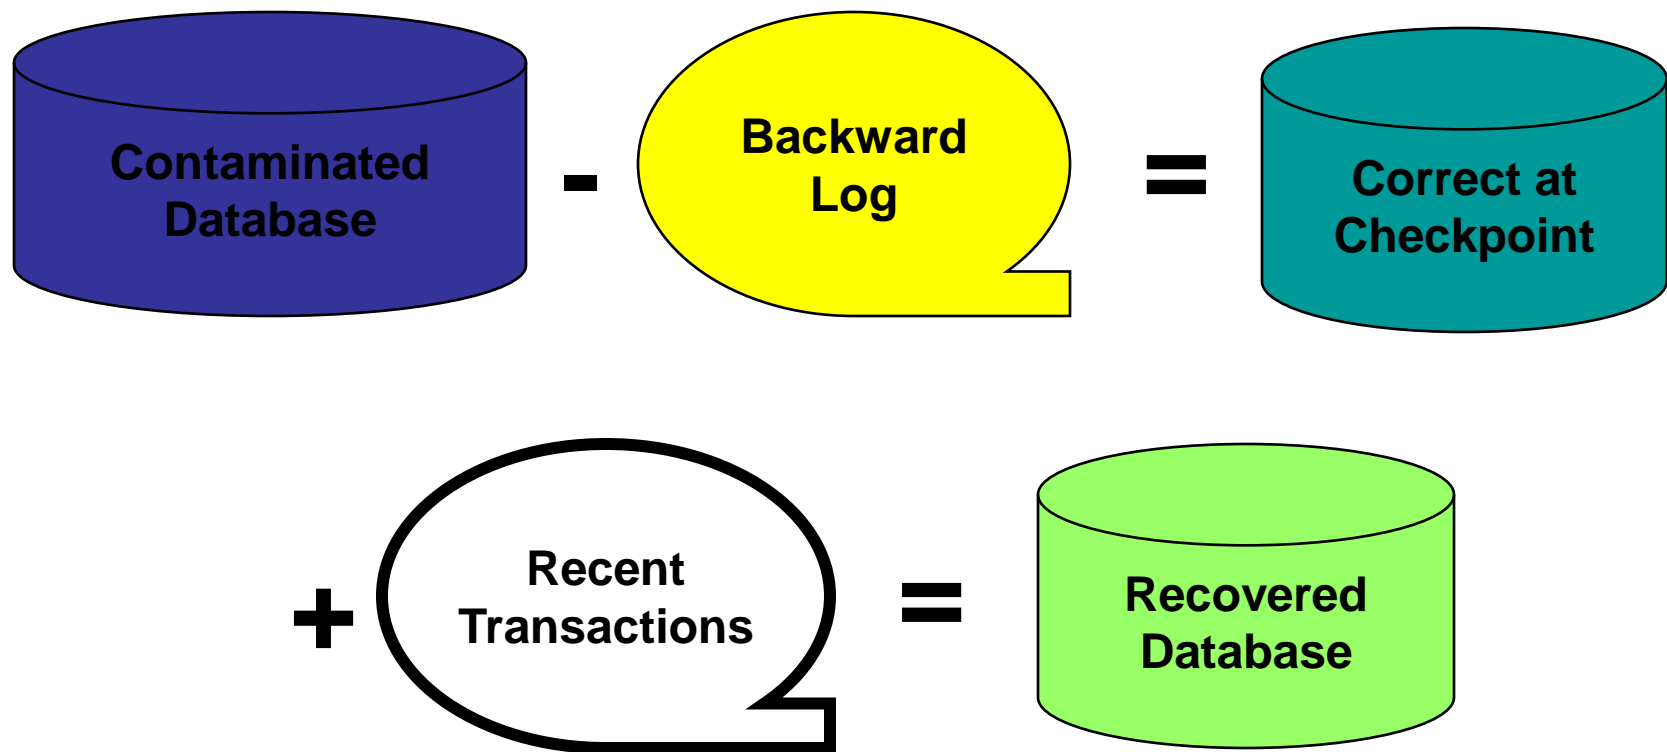 Contaminated
Database
-
Backward
Log
=
Correct at
Checkpoint
+
Recent
Transactions
=
Recovered
Database